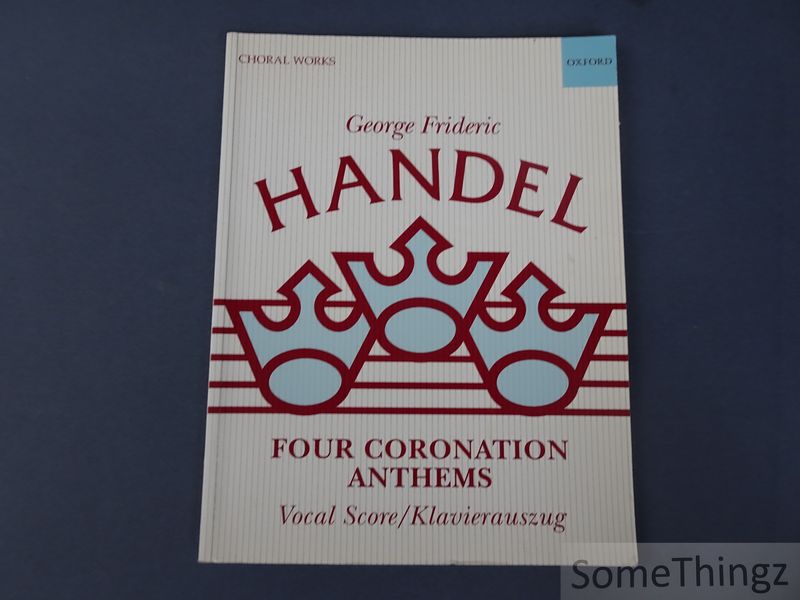 CHORAL WORKS
OXFORD
George Frideric
HANDEL
FOUR CORONATION
ANTHEMS
Vocal Score/Klavierauszug
SomeThingz